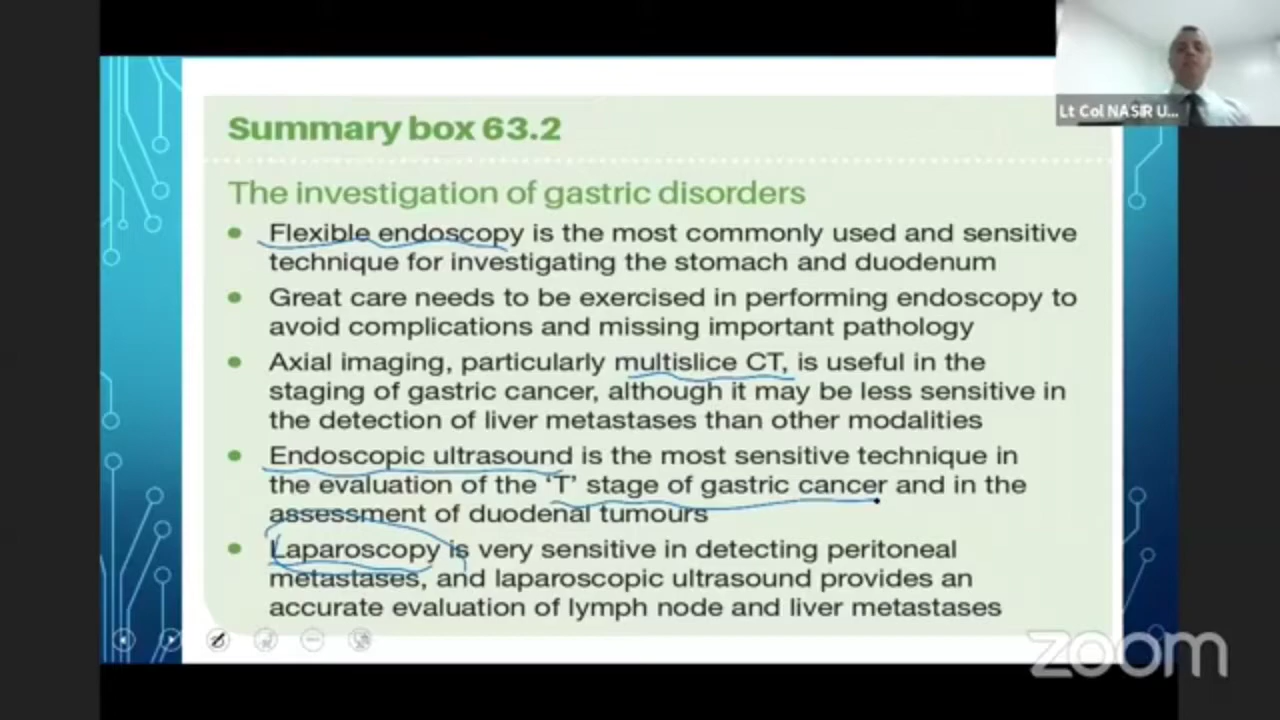 Lt Col NASIR U...
Summary box 63.2
The investigation of gastric disorders
• Flexible endoscopy is the most commonly used and sensitive
technique for investigating the stomach and duodenum
• Great care needs to be exercised in performing endoscopy to
avoid complications and missing important pathology
• Axial imaging, particularly multislice CT, is useful in the
staging of gastric cancer, although it may be less sensitive in
the detection of liver metastases than other modalities
• Endoscopic ultrasound is the most sensitive technique in
the evaluation of the ‘T’ stage of gastric cancer and in the
assessment of duodenal tumours
• Laparoscopy is very sensitive in detecting peritoneal
metastases, and laparoscopic ultrasound provides an
accurate evaluation of lymph node and liver metastases
zoom